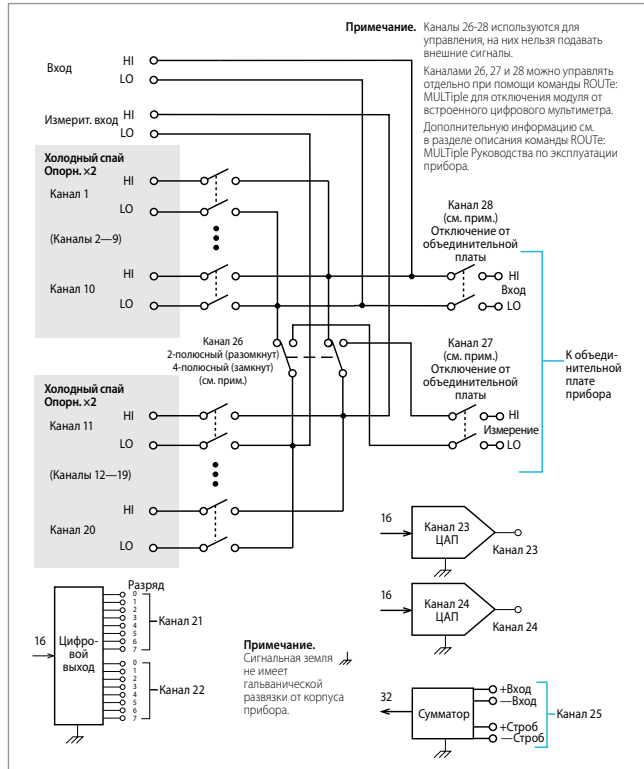 Примечание. Каналы 26-28 используются для
управления, на них нельзя подавать
внешние сигналы.
Каналами 26, 27 и 28 можно управлять
отдельно при помощи команды ROUTe:
MULTiple для отключения модуля от
встроенного цифрового мультиметра.
Дополнительную информацию см.
в разделе описания команды ROUTe:
MULTiple Руководства по эксплуатации
прибора.
Вход
HI
LO
Измерит. вход
HI
LO
Холодный спай
Опорн. ×2
Канал 1
HI
LO
(Каналы 2—9)
Канал 10
HI
LO
Канал 28
(см. прим.)
Отключение от
объединительной
платы
HI
Вход
LO
Канал 26
2-полюсный (разомкнут)
4-полюсный (замкнут)
(см. прим.)
Канал 27
(см. прим.)
Отключение от
объединительной
платы
HI
Измерение
LO
К объеди-
нительной
плате
прибора
Холодный спай
Опорн. ×2
Канал 11
HI
LO
(Каналы 12—19)
Канал 20
HI
LO
16
Канал 23
ЦАП
Канал 23
16
Канал 24
ЦАП
Канал 24
Разряд
16
Цифро-
вой
выход
0
1
2
3
4
5
6
7
Канал 21
0
1
2
3
4
5
6
7
Канал 22
Примечание.
Сигнальная земля
не имеет
гальванической
развязки от корпуса
прибора.
32
Сумматор
+Вход
—Вход
+Строб
—Строб
Канал 25